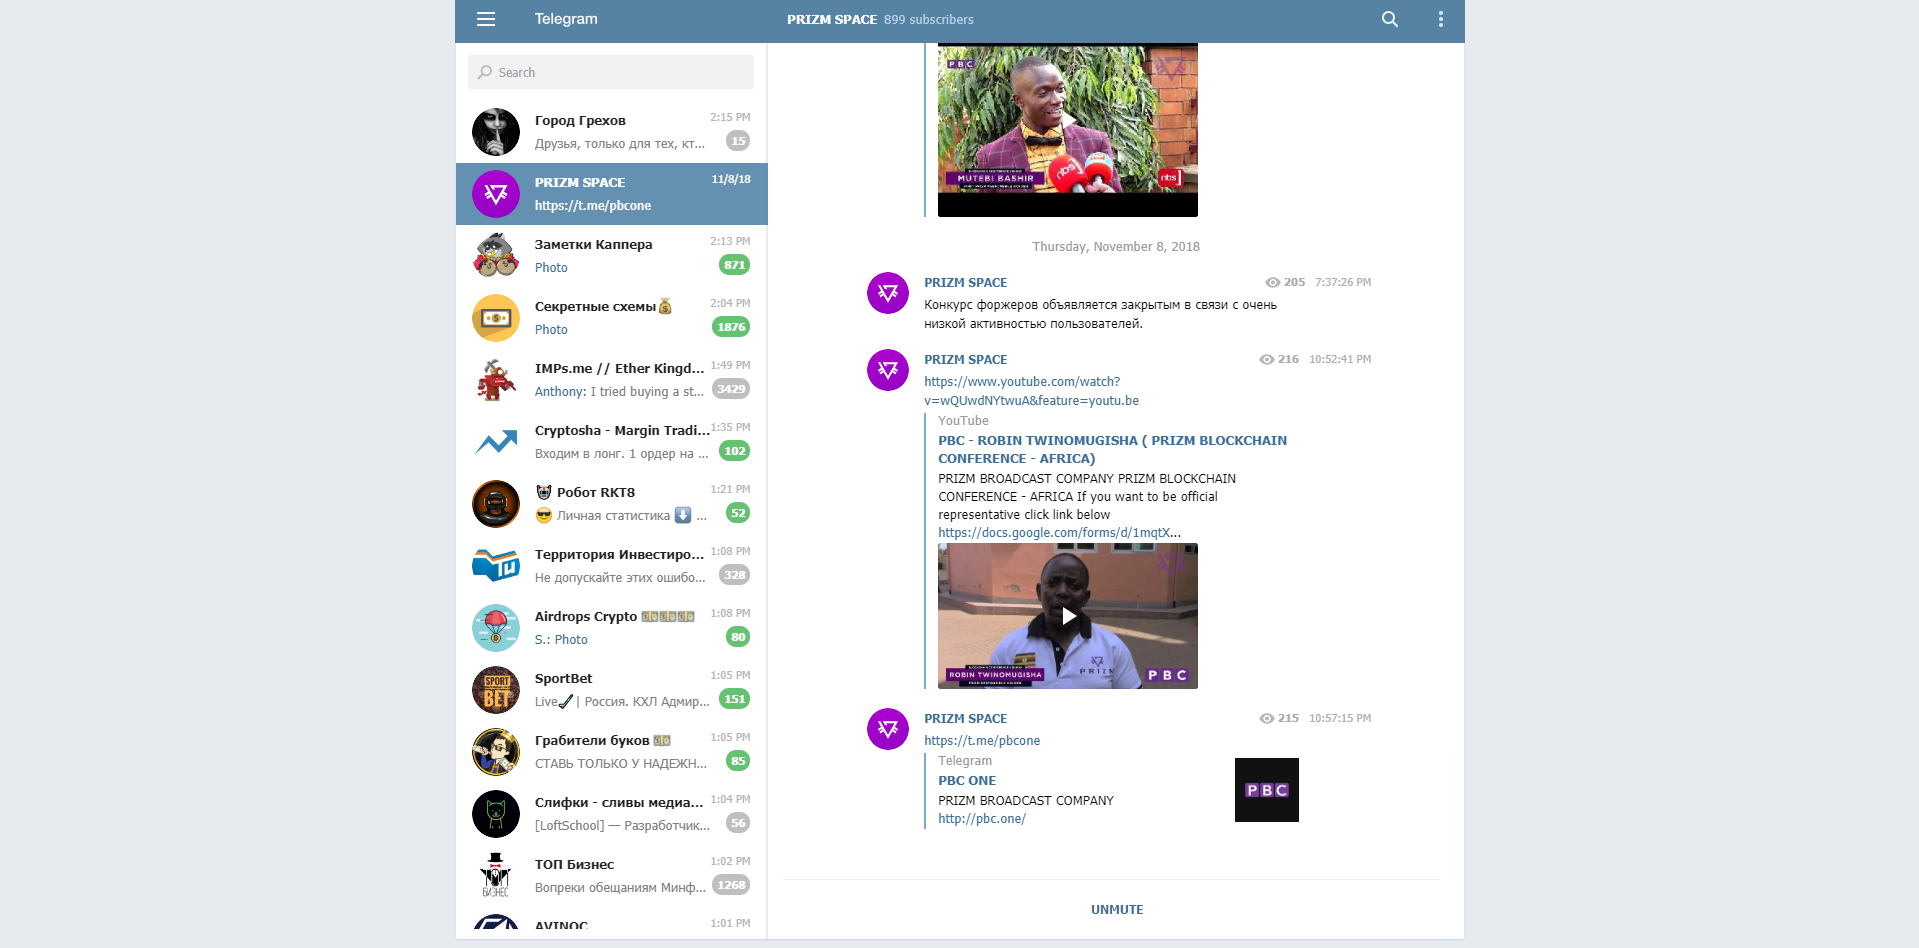 Telegram
PRIZM SPACE 899 subscribers
Search
Город Грехов 2:15 PM
Друзья, только для тех, кт... 15
PRIZM SPACE 11/8/18
https://t.me/pbcone
Заметки Каппера 2:13 PM
Photo 871
Секретные схемы💰 2:04 PM
Photo 1876
IMPs.me // Ether Kingd... 1:49 PM
Anthony: I tried buying a st... 3429
Cryptosha - Margin Tradi... 1:35 PM
Входим в лонг. 1 ордер на ... 102
Робот RKT8 1:21 PM
😎 Личная статистика ⬇️ ... 52
Территория Инвестиро... 1:08 PM
Не допускайте этих ошибо... 328
Airdrops Crypto 💵💵💵 1:08 PM
S.: Photo 80
SPORT
BET
SportBet 1:05 PM
Live🏒| Россия. КХЛ Адмир... 151
Грабители буков 💵 1:05 PM
СТАВЬ ТОЛЬКО У НАДЕЖН... 85
Слифки - сливы медиа... 1:04 PM
[LoftSchool] — Разработчик... 56
БИЗНЕС
ТОП Бизнес 1:02 PM
Вопреки обещаниям Минф... 1268
AVINOC 1:01 PM
PBC
nbs
MUTEBI BASHIR
nbs
Thursday, November 8, 2018
PRIZM SPACE 205 7:37:26 PM
Конкурс форжеров объявляется закрытым в связи с очень
низкой активностью пользователей.
PRIZM SPACE 216 10:52:41 PM
https://www.youtube.com/watch?
v=wQUwdNYtwuA&feature=youtu.be
YouTube
PBC - ROBIN TWINOMUGISHA ( PRIZM BLOCKCHAIN
CONFERENCE - AFRICA)
PRIZM BROADCAST COMPANY PRIZM BLOCKCHAIN
CONFERENCE - AFRICA If you want to be official
representative click link below
https://docs.google.com/forms/d/1mqtX...
PRIZM
ROBIN TWINOMUGISHA
PBC
PRIZM SPACE 215 10:57:15 PM
https://t.me/pbcone
Telegram
PBC ONE
PRIZM BROADCAST COMPANY
http://pbc.one/
PBC
UNMUTE